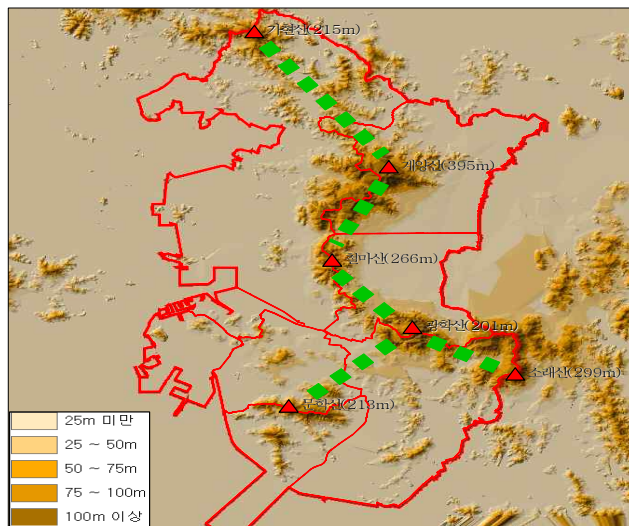 가현산(215m)
계양산(395m)
천마산(266m)
광학산(201m)
소래산(299m)
문학산(213m)
25m 미만
25 ~ 50m
50 ~ 75m
75 ~ 100m
100m 이상